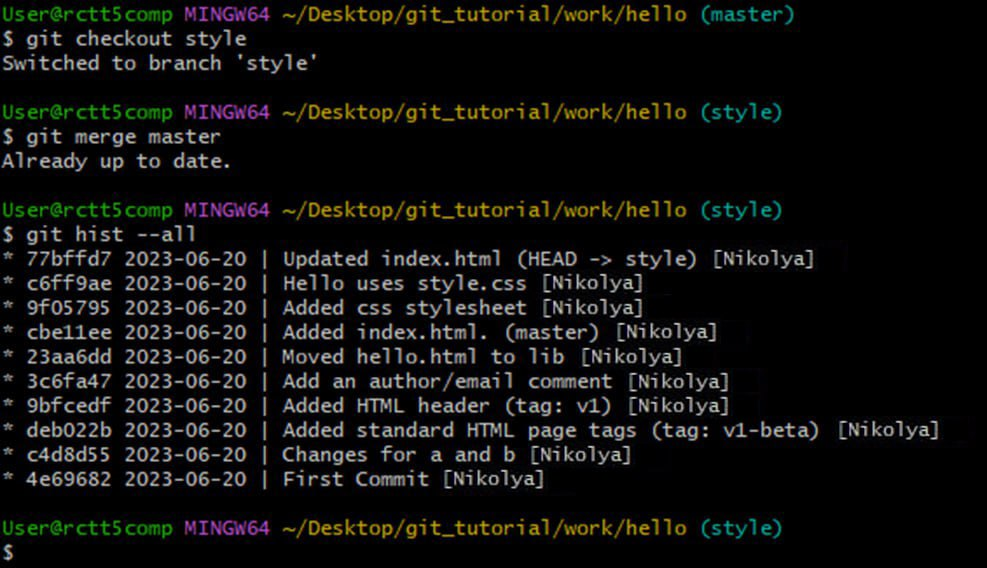 User@rctt5comp MINGW64 ~/Desktop/git_tutorial/work/hello (master)
$ git checkout style
Switched to branch 'style'
User@rctt5comp MINGW64 ~/Desktop/git_tutorial/work/hello (style)
$ git merge master
Already up to date.
User@rctt5comp MINGW64 ~/Desktop/git_tutorial/work/hello (style)
$ git hist --all
* 77bffd7 2023-06-20 | Updated index.html (HEAD -> style) [Nikolya]
* c6ff9ae 2023-06-20 | Hello uses style.css [Nikolya]
* 9f05795 2023-06-20 | Added css stylesheet [Nikolya]
* cbe11ee 2023-06-20 | Added index.html. (master) [Nikolya]
* 23aa6dd 2023-06-20 | Moved hello.html to lib [Nikolya]
* 3c6fa47 2023-06-20 | Add an author/email comment [Nikolya]
* 9bfcedf 2023-06-20 | Added HTML header (tag: v1) [Nikolya]
* deb022b 2023-06-20 | Added standard HTML page tags (tag: v1-beta) [Nikolya]
* c4d8d55 2023-06-20 | Changes for a and b [Nikolya]
* 4e69682 2023-06-20 | First Commit [Nikolya]
User@rctt5comp MINGW64 ~/Desktop/git_tutorial/work/hello (style)
$